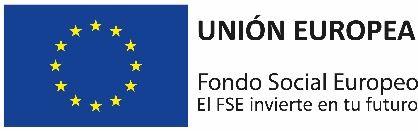 UNIÓN EUROPEA
Fondo Social Europeo
El FSE invierte en tu futuro